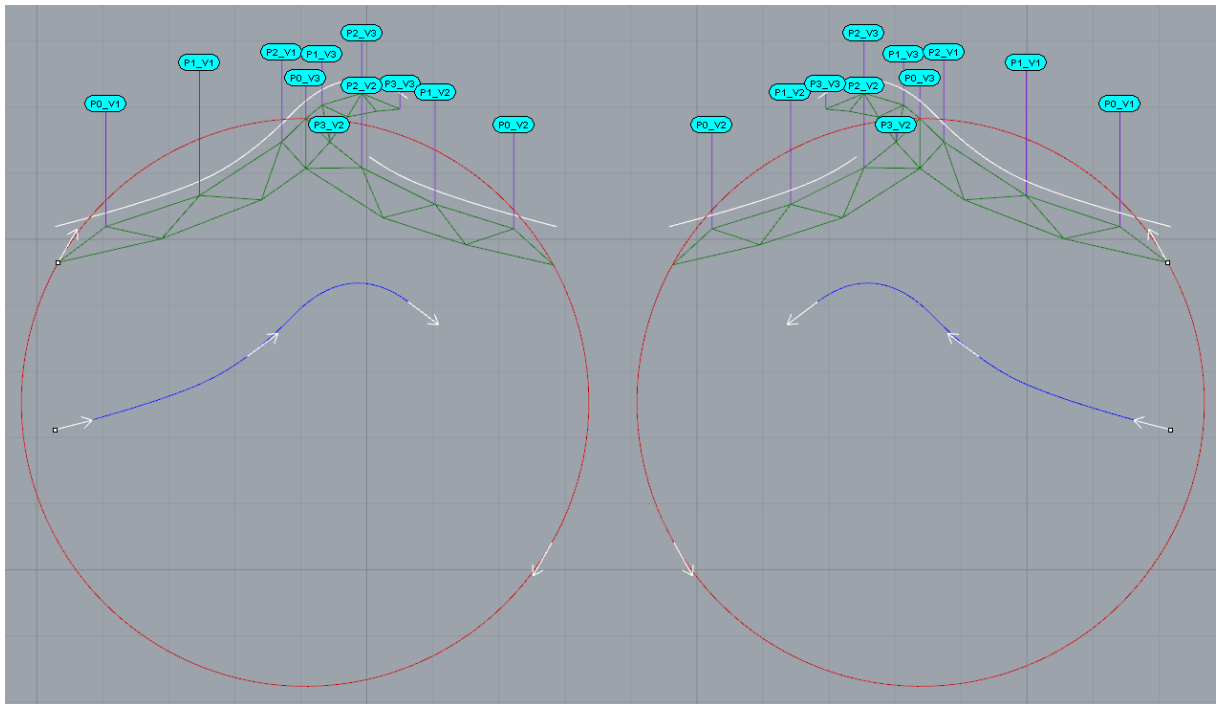 P2_V3
P2_V1
P1_V3
P1_V1
P0_V3
P2_V2
P3_V3
P1_V2
P0_V1
P3_V2
P0_V2
P2_V3
P1_V3
P2_V1
P1_V1
P3_V3
P2_V2
P0_V3
P1_V2
P0_V1
P0_V2
P3_V2